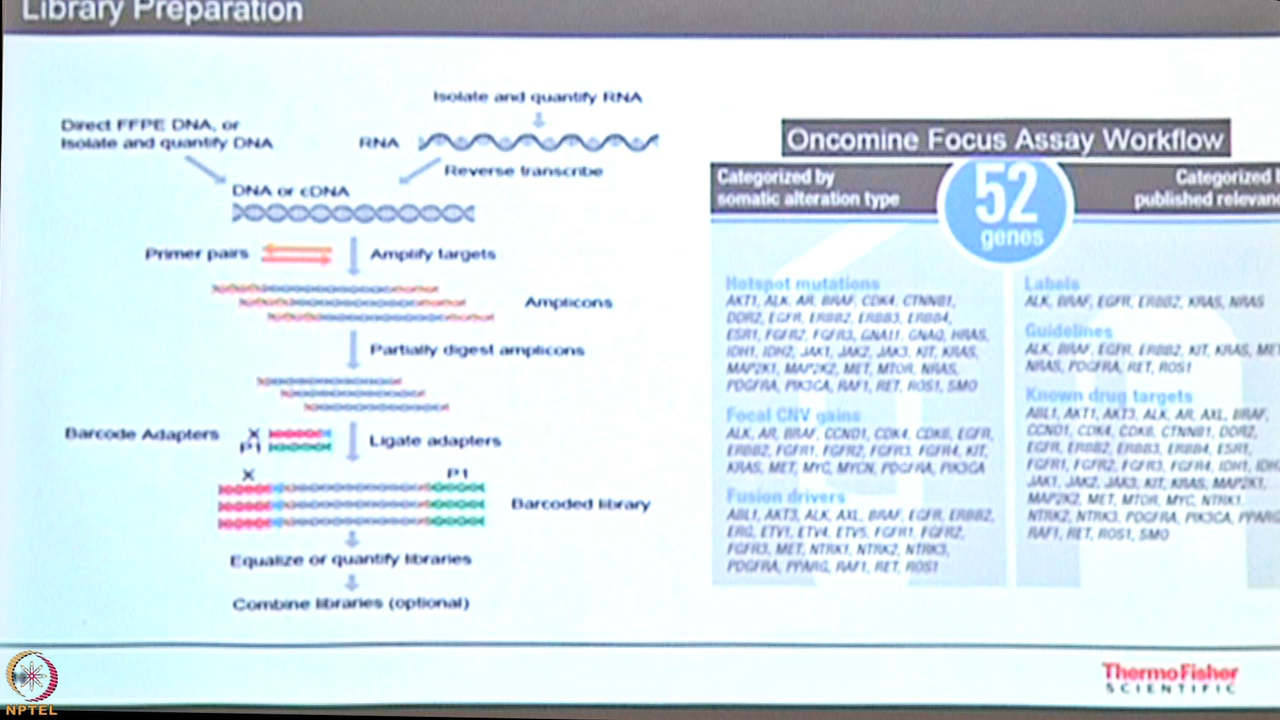 Library Preparation
Isolate and quantify RNA
Direct FFPE DNA, or
Isolate and quantify DNA
RNA
Reverse transcribe
DNA or cDNA
Primer pairs
Amplify targets
Amplicons
Partially digest amplicons
Barcode Adapters
X
P1
Ligate adapters
X
P1
Barcoded library
Equalize or quantify libraries
Combine libraries (optional)
Oncomine Focus Assay Workflow
Categorized by
somatic alteration type
52
genes
Categorized
published
Hotspot mutations
AKT1, ALK, AR, BRAF, CDK4, CTNNB1,
DDR2, EGFR, ERBB2, ERBB3, ERBB4,
ESR1, FGFR2, FGFR3, GNA11, GNAQ, HRAS,
IDH1, IDH2, JAK1, JAK2, JAK3, KIT, KRAS,
MAP2K1, MAP2K2, MET, MTOR, NRAS,
PDGFRA, PIK3CA, RAF1, RET, ROS1, SMO
Focal CNV gains
ALK, AR, BRAF, CCND1, CDK4, CDK6, EGFR,
ERBB2, FGFR1, FGFR2, FGFR3, FGFR4, KIT,
KRAS, MET, MYC, MYCN, PDGFRA, PIK3CA
Fusion drivers
ABL1, AKT3, ALK, AXL, BRAF, EGFR, ERBB2,
ERG, ETV1, ETV4, ETV5, FGFR1, FGFR2,
FGFR3, MET, NTRK1, NTRK2, NTRK3,
PDGFRA, PPARG, RAF1, RET, ROS1
Labels
ALK, BRAF, EGFR, ERBB2, KRAS, NRAS
Guidelines
ALK, BRAF, EGFR, ERBB2, KIT, KRAS, MET
NRAS, PDGFRA, RET, ROS1
Known drug targets
ABL1, AKT1, AKT3, ALK, AR, AXL, BRAF,
CCND1, CDK4, CDK6, CTNNB1, DDR2,
EGFR, ERBB2, ERBB3, ERBB4, ESR1,
FGFR1, FGFR2, FGFR3, FGFR4, IDH1,
JAK1, JAK2, JAK3, KIT, KRAS, MAP2K1,
MAP2K2, MET, MTOR, MYC, NTRK1,
NTRK2, NTRK3, PDGFRA, PIK3CA, PPARG
RAF1, RET, ROS1, SMO
ThermoFisher
SCIENTIFIC
NPTEL